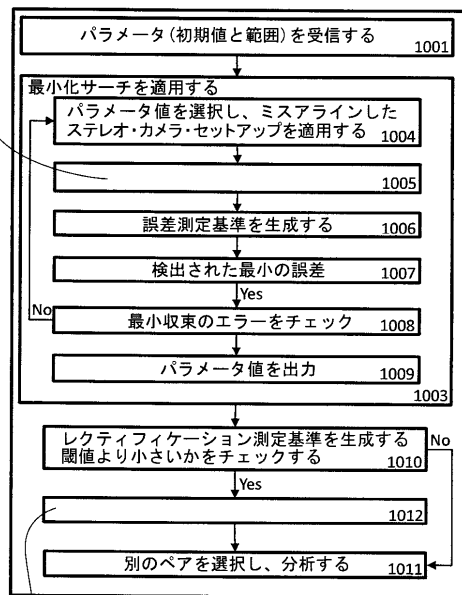 パラメータ(初期値と範囲)を受信する
1001
最小化サーチを適用する
パラメータ値を選択し、ミスアラインした
ステレオ・カメラ・セットアップを適用する
1004
1005
誤差測定基準を生成する
1006
検出された最小の誤差
1007
Yes
No
最小収束のエラーをチェック
1008
パラメータ値を出力
1009
1003
レクティフィケーション測定基準を生成する
閾値より小さいかをチェックする
1010
No
Yes
1012
別のペアを選択し、分析する
1011